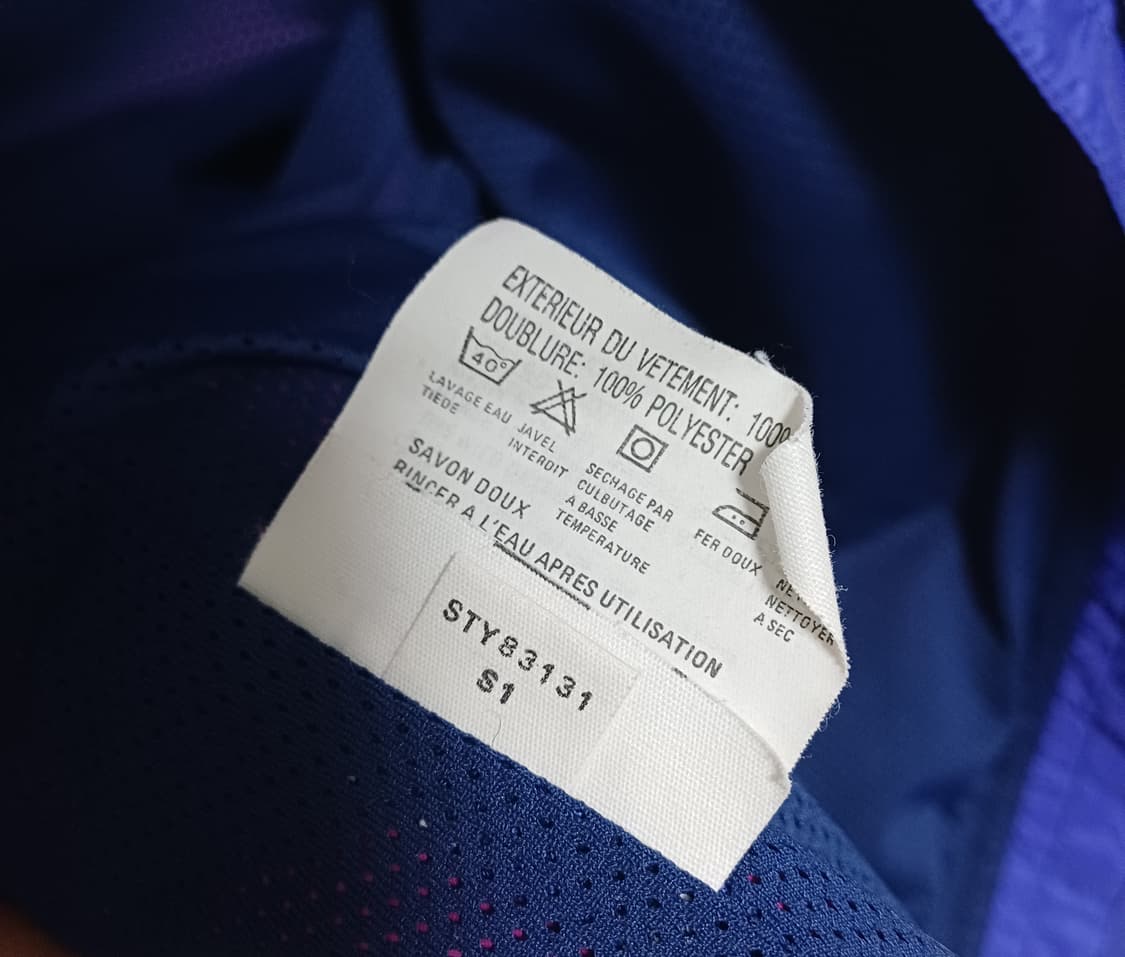 EXTERIEUR DU VETEMENT: 100%
DOUBLURE: 100% POLYESTER
40°
LAVAGE EAU
TIEDE
JAVEL
INTERDIT
SECHAGE PAR
CULBUTAGE
A BASSE
TEMPERATURE
FER DOUX
NETTOYER
A SEC
SAVON DOUX
RINCER A L'EAU APRES UTILISATION
STY83131
S1